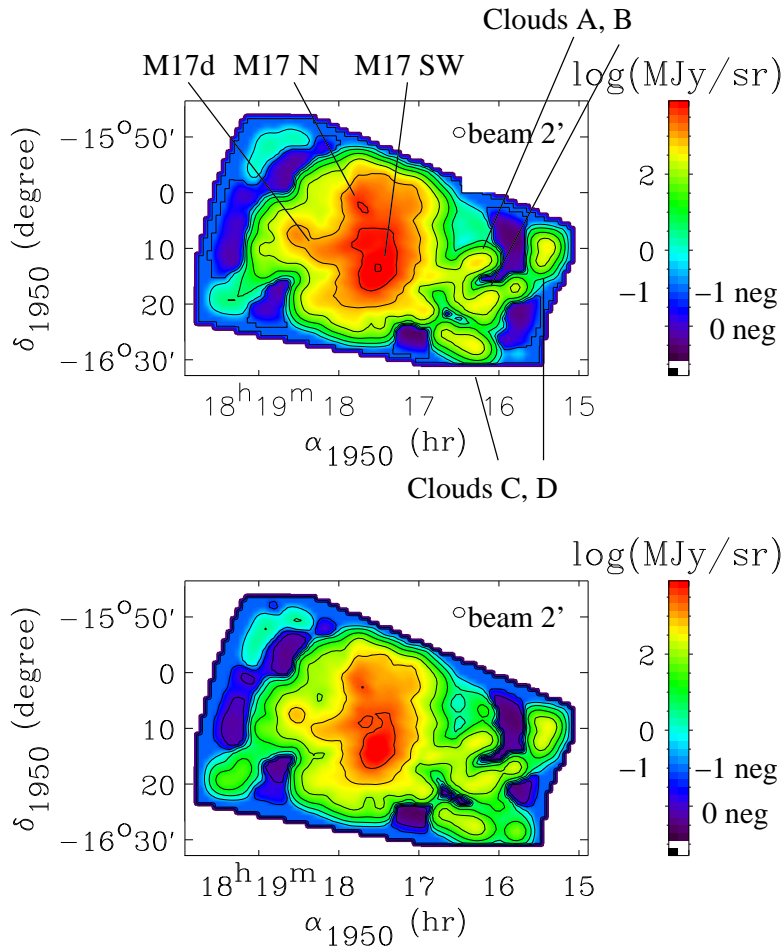 Clouds A, B
M17d M17 N M17 SW log(MJy/sr)
−15°50′
beam 2’
0
10
20
−16°30′
δ1950 (degree)
2
0
−1
−1 neg
0 neg
18h19m 18 17 16 15
α1950 (hr)
Clouds C, D
log(MJy/sr)
−15°50′
beam 2’
0
10
20
−16°30′
δ1950 (degree)
2
0
−1
−1 neg
0 neg
18h19m 18 17 16 15
α1950 (hr)